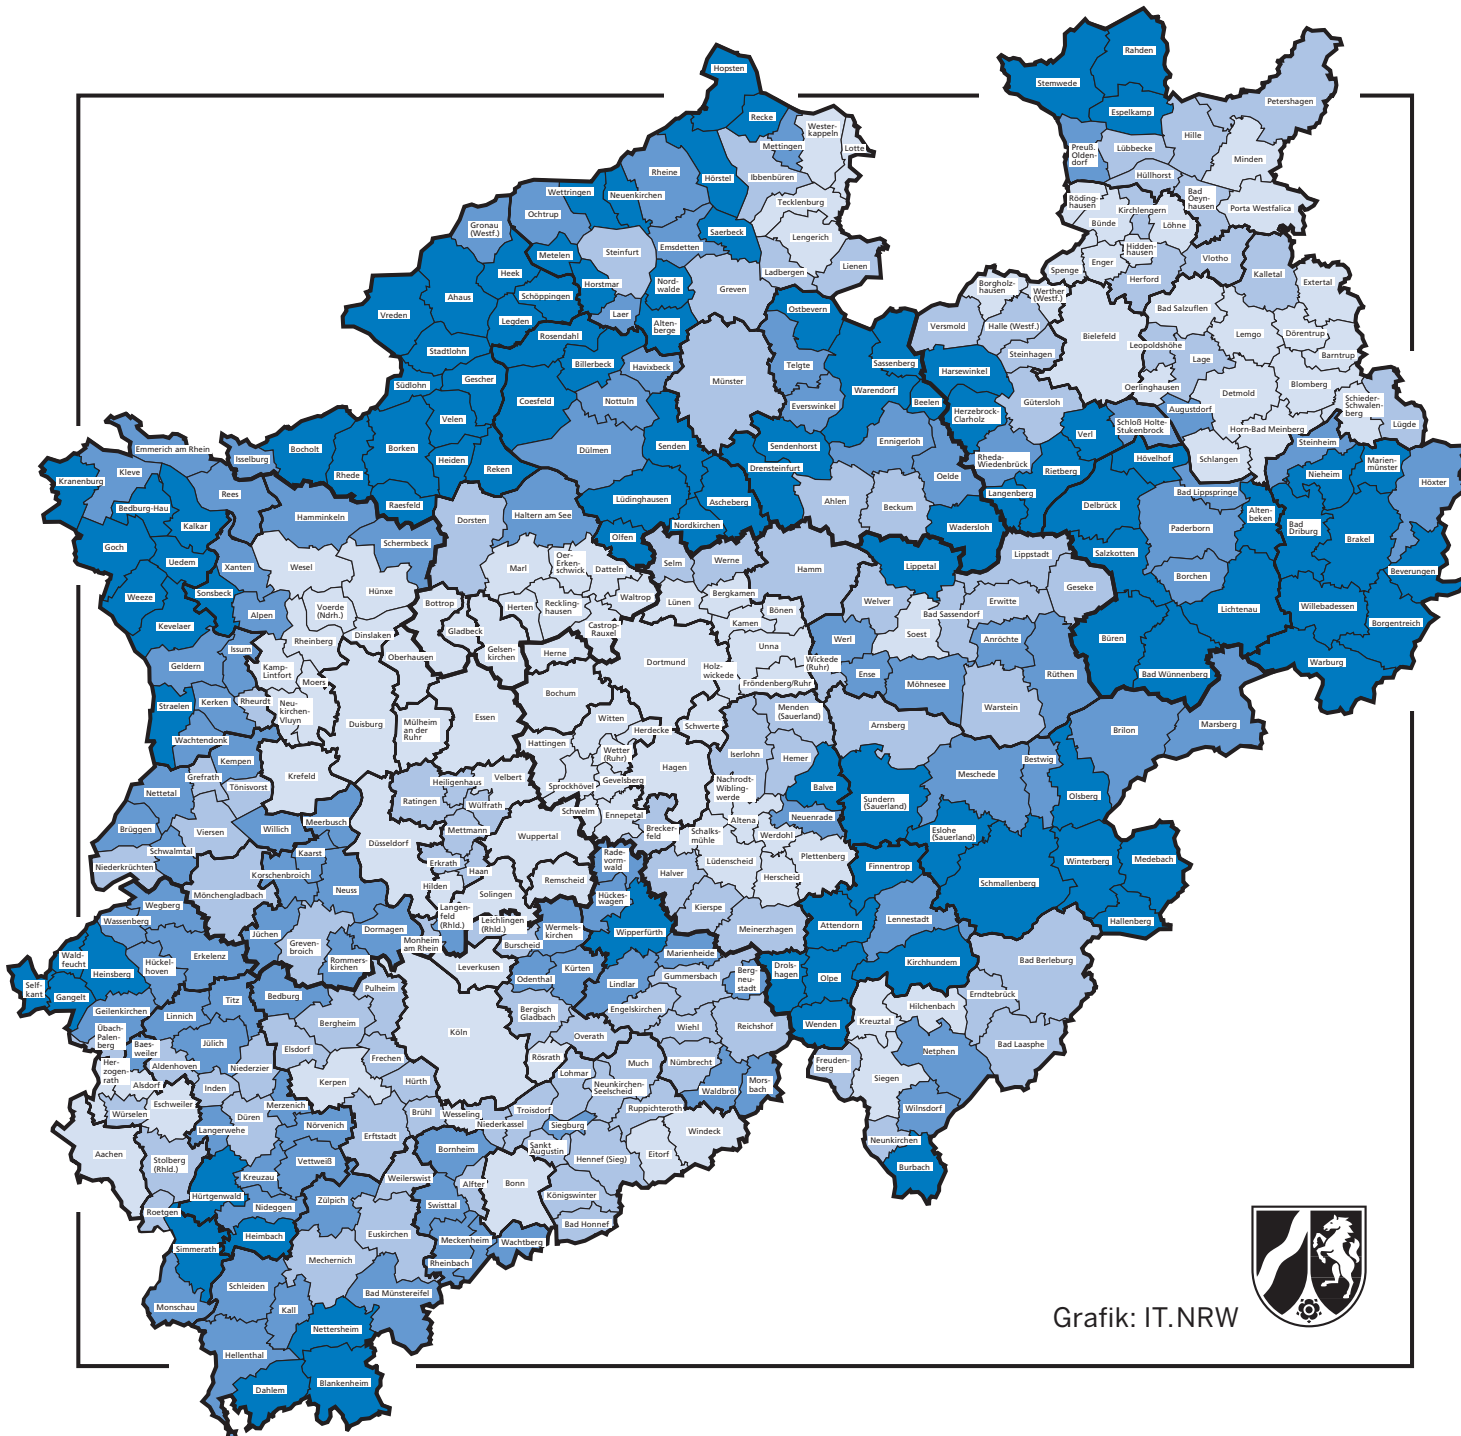 Hopsten
Rahden
Stemwede
Petershagen
Espelkamp
Recke
Wester-
kappeln
Lotte
Mettingen
Hille
Preuß.
Olden-
dorf
Lübbecke
Minden
Rheine
Hörstel
Ibbenbüren
Hüllhorst
Wettringen
Neuenkirchen
Tecklenburg
Röding-
hausen
Bad
Oeyn-
hausen
Kirchlengern
Porta Westfalica
Ochtrup
Bünde
Löhne
Gronau
(Westf.)
Saerbeck
Lengerich
Emsdetten
Hidden-
hausen
Metelen
Steinfurt
Enger
Vlotho
Lienen
Spenge
Ladbergen
Heek
Herford
Kalletal
Extertal
Horstmar
Nord-
walde
Greven
Borgholz-
hausen
Werther
(Westf.)
Ahaus
Schöppingen
Ostbevern
Bad Salzuflen
Vreden
Laer
Legden
Alten-
berge
Versmold
Halle (Westf.)
Lemgo
Dörentrup
Rosendahl
Bielefeld
Leopoldshöhe
Stadtlohn
Steinhagen
Lage
Barntrup
Billerbeck
Havixbeck
Telgte
Sassenberg
Harsewinkel
Gescher
Münster
Südlohn
Oerlinghausen
Blomberg
Warendorf
Detmold
Coesfeld
Nottuln
Everswinkel
Beelen
Gütersloh
Schieder-
Schwalen-
berg
Augustdorf
Velen
Herzebrock-
Clarholz
Lügde
Schloß Holte-
Stukenbrock
Horn-Bad Meinberg
Emmerich am Rhein
Bocholt
Borken
Dülmen
Senden
Sendenhorst
Ennigerloh
Verl
Steinheim
Isselburg
Heiden
Rheda-
Wiedenbrück
Hövelhof
Schlangen
Marien-
münster
Kleve
Reken
Drensteinfurt
Rietberg
Nieheim
Kranenburg
Rhede
Oelde
Höxter
Rees
Langenberg
Bad Lippspringe
Lüdinghausen
Ascheberg
Ahlen
Beckum
Delbrück
Bedburg-Hau
Raesfeld
Alten-
beken
Hamminkeln
Dorsten
Haltern am See
Nordkirchen
Wadersloh
Paderborn
Bad
Driburg
Kalkar
Brakel
Goch
Schermbeck
Olfen
Salzkotten
Lippstadt
Uedem
Xanten
Wesel
Marl
Oer-
Erken-
schwick
Datteln
Selm
Werne
Hamm
Lippetal
Beverungen
Borchen
Sonsbeck
Hünxe
Geseke
Weeze
Bergkamen
Welver
Erwitte
Waltrop
Lünen
Bönen
Bad Sassendorf
Lichtenau
Willebadessen
Alpen
Voerde
(Ndrh.)
Bottrop
Herten
Reckling-
hausen
Kevelaer
Kamen
Borgentreich
Gladbeck
Castrop-
Rauxel
Soest
Dinslaken
Werl
Anröchte
Büren
Rheinberg
Unna
Issum
Gelsen-
kirchen
Herne
Oberhausen
Dortmund
Wickede
(Ruhr)
Warburg
Geldern
Kamp-
Lintfort
Holz-
wickede
Ense
Rüthen
Bad Wünnenberg
Moers
Fröndenberg/Ruhr
Möhnesee
Bochum
Kerken
Rheurdt
Straelen
Neu-
kirchen-
Vluyn
Duisburg
Mülheim
an der
Ruhr
Essen
Witten
Menden
(Sauerland)
Warstein
Herdecke
Schwerte
Arnsberg
Marsberg
Brilon
Wachtendonk
Hattingen
Wetter
(Ruhr)
Iserlohn
Hemer
Bestwig
Kempen
Hagen
Krefeld
Grefrath
Meschede
Heiligenhaus
Velbert
Gevelsberg
Nachrodt-
Wibling-
werde
Balve
Tönisvorst
Sprockhövel
Nettetal
Ratingen
Wülfrath
Olsberg
Sundern
(Sauerland)
Schwelm
Ennepetal
Altena
Neuenrade
Meerbusch
Brüggen
Viersen
Willich
Mettmann
Wuppertal
Brecker-
feld
Schalks-
mühle
Werdohl
Eslohe
(Sauerland)
Düsseldorf
Schwalmtal
Kaarst
Rade-
vorm-
wald
Plettenberg
Erkrath
Lüdenscheid
Winterberg
Medebach
Niederkrüchten
Haan
Finnentrop
Korschenbroich
Remscheid
Halver
Herscheid
Schmallenberg
Neuss
Hilden
Mönchengladbach
Solingen
Hückes-
wagen
Wegberg
Langen-
feld
(Rhld.)
Kierspe
Wassenberg
Leichlingen
(Rhld.)
Lennestadt
Hallenberg
Dormagen
Wermels-
kirchen
Attendorn
Jüchen
Wipperfürth
Meinerzhagen
Greven-
broich
Monheim
am Rhein
Burscheid
Wald-
feucht
Erkelenz
Marienheide
Rommers-
kirchen
Bad Berleburg
Hückel-
hoven
Heinsberg
Leverkusen
Kürten
Drols-
hagen
Kirchhundem
Berg-
neu-
stadt
Gummersbach
Odenthal
Olpe
Self-
kant
Lindlar
Pulheim
Gangelt
Titz
Bedburg
Erndtebrück
Geilenkirchen
Engelskirchen
Hilchenbach
Linnich
Bergisch
Gladbach
Wenden
Bergheim
Kreuztal
Reichshof
Wiehl
Köln
Übach-
Palen-
berg
Overath
Baes-
weiler
Jülich
Bad Laasphe
Elsdorf
Netphen
Frechen
Rösrath
Aldenhoven
Niederzier
Much
Nümbrecht
Freuden-
berg
Her-
zogen-
rath
Lohmar
Kerpen
Hürth
Siegen
Alsdorf
Inden
Neunkirchen-
Seelscheid
Mors-
bach
Waldbröl
Eschweiler
Merzenich
Ruppichteroth
Wilnsdorf
Würselen
Düren
Brühl
Wesseling
Troisdorf
Nörvenich
Niederkassel
Siegburg
Langerwehe
Erftstadt
Windeck
Neunkirchen
Aachen
Bornheim
Sankt
Augustin
Eitorf
Stolberg
(Rhld.)
Vettweiß
Hennef (Sieg)
Burbach
Kreuzau
Weilerswist
Alfter
Bonn
Hürtgenwald
Königswinter
Zülpich
Swisttal
Nideggen
Roetgen
Bad Honnef
Euskirchen
Heimbach
Meckenheim
Wachtberg
Simmerath
Mechernich
Rheinbach
Schleiden
Bad Münstereifel
Monschau
Kall
Nettersheim
Hellenthal
Dahlem
Blankenheim
Grafik: IT.NRW